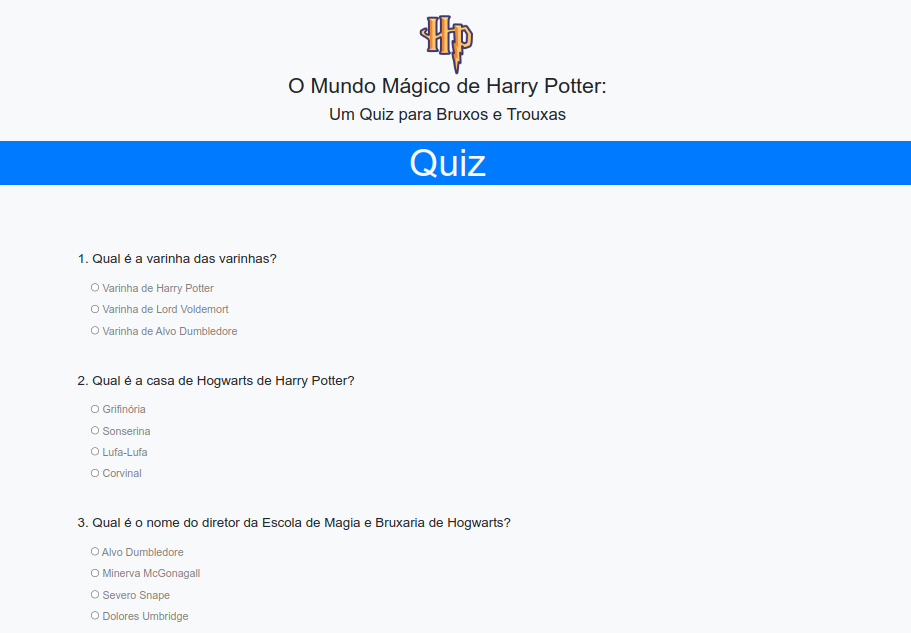 HP
O Mundo Mágico de Harry Potter:
Um Quiz para Bruxos e Trouxas
Quiz
1. Qual é a varinha das varinhas?
Varinha de Harry Potter
Varinha de Lord Voldemort
Varinha de Alvo Dumbledore
2. Qual é a casa de Hogwarts de Harry Potter?
Grifinória
Sonserina
Lufa-Lufa
Corvinal
3. Qual é o nome do diretor da Escola de Magia e Bruxaria de Hogwarts?
Alvo Dumbledore
Minerva McGonagall
Severo Snape
Dolores Umbridge